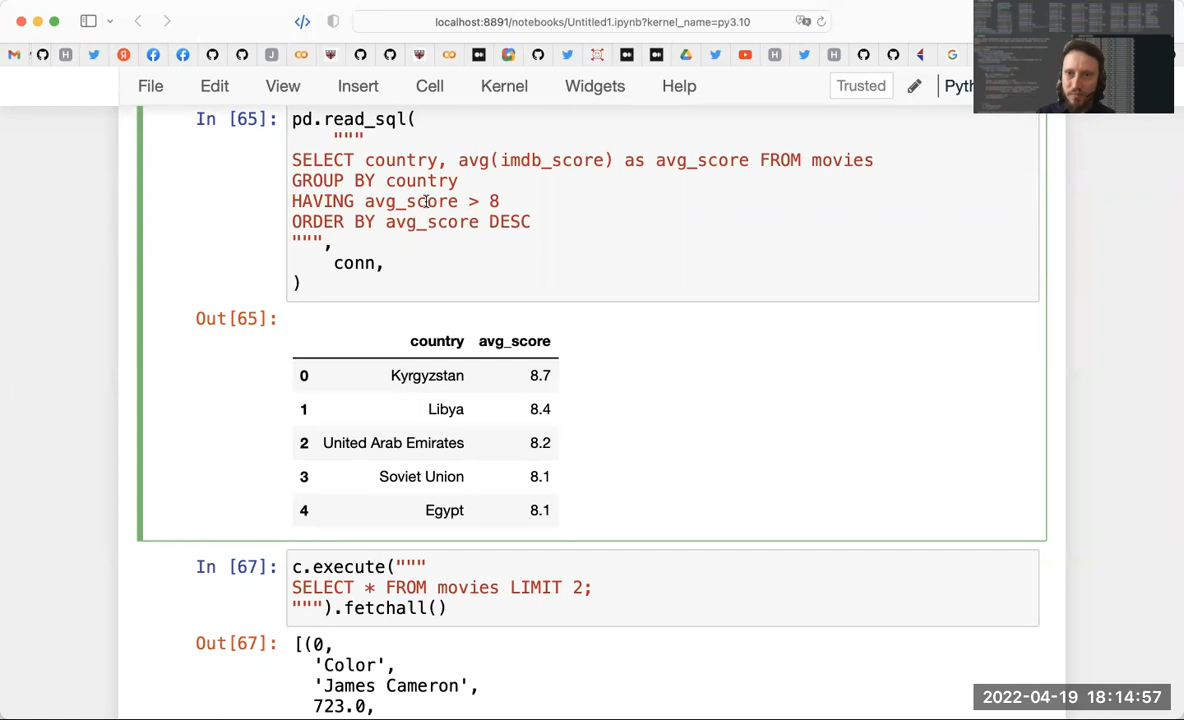 localhost:8891/notebooks/Untitled1.ipynb?kernel_name=py3.10
File Edit View Insert Cell Kernel Widgets Help Trusted
In [65]: pd.read_sql(
"""
SELECT country, avg(imdb_score) as avg_score FROM movies
GROUP BY country
HAVING avg_score > 8
ORDER BY avg_score DESC
""",
conn,
)
Out[65]:
country avg_score
0 Kyrgyzstan 8.7
1 Libya 8.4
2 United Arab Emirates 8.2
3 Soviet Union 8.1
4 Egypt 8.1
In [67]: c.execute("""
SELECT * FROM movies LIMIT 2;
""").fetchall()
Out[67]: [(0,
'Color',
'James Cameron',
723.0,
2022-04-19 18:14:57